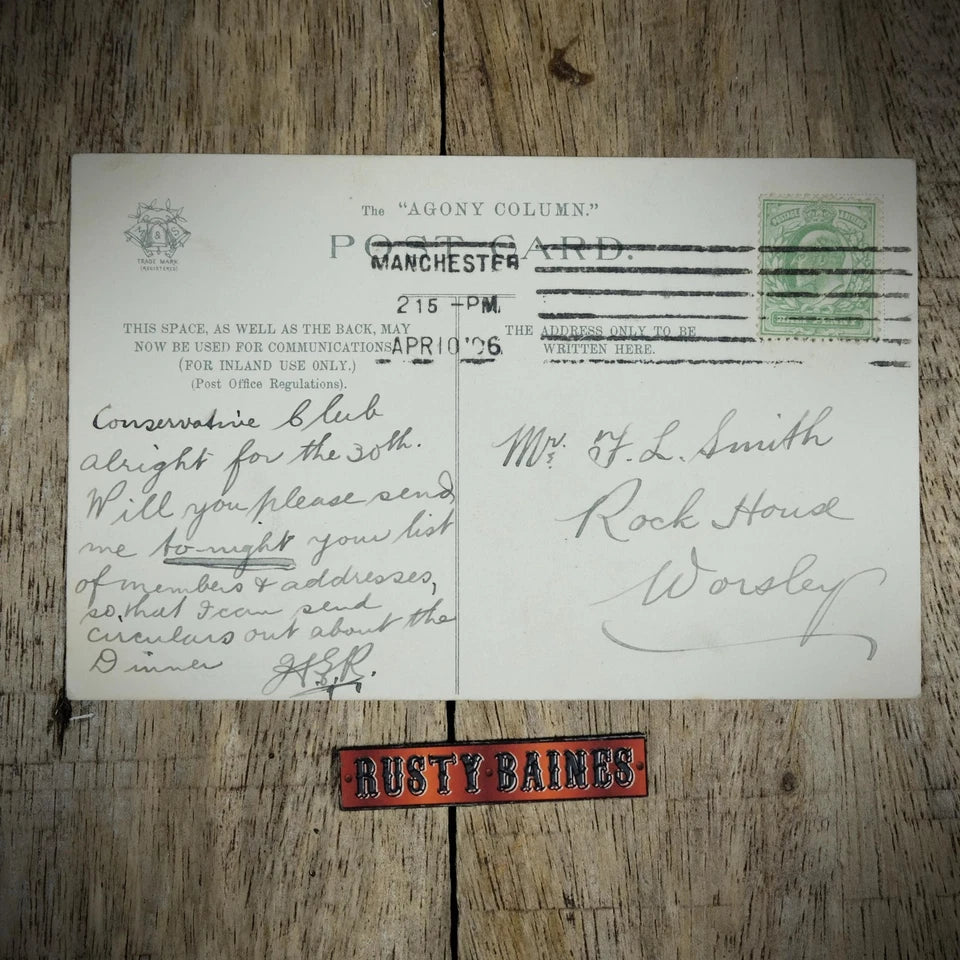 The "AGONY COLUMN."
POST CARD.
W & S
TRADE MARK
(REGISTERED)
MANCHESTER
2 15 -PM
APR 10 '06
THIS SPACE, AS WELL AS THE BACK, MAY
NOW BE USED FOR COMMUNICATIONS
(FOR INLAND USE ONLY.)
(Post Office Regulations).
THE ADDRESS ONLY TO BE
WRITTEN HERE.
POSTAGE
Conservative Club
alright for the 30th.
Will you please send
me to-night your list
of members & addresses,
so that I can send
circulars out about the
Dinner
H.E.R.
Mr. F. L. Smith
Rock House
Worsley
RUSTY BAINES